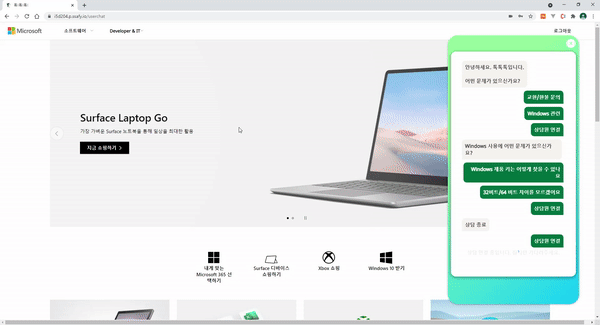 톡:톡:톡:
i5d204.p.ssafy.io/userchat
Microsoft
소프트웨어
Developer & IT
로그아웃
Surface Laptop Go
가장 가벼운 Surface 노트북을 통해 일상을 최대한 활용
지금 쇼핑하기 >
내게 맞는
Microsoft 365 선
택하기
Surface 디바이스
쇼핑하기
Xbox 쇼핑
Windows 10 받기
안녕하세요. 톡톡톡입니다.
어떤 문제가 있으신가요?
교환/환불 문의
Windows 관련
상담원 연결
Windows 사용에 어떤 문제가 있으신가
요?
Windows 제품 키는 어떻게 찾을 수 있나
요
32비트/64 비트 차이를 모르겠어요
상담원 연결
상담 종료
상담원 연결